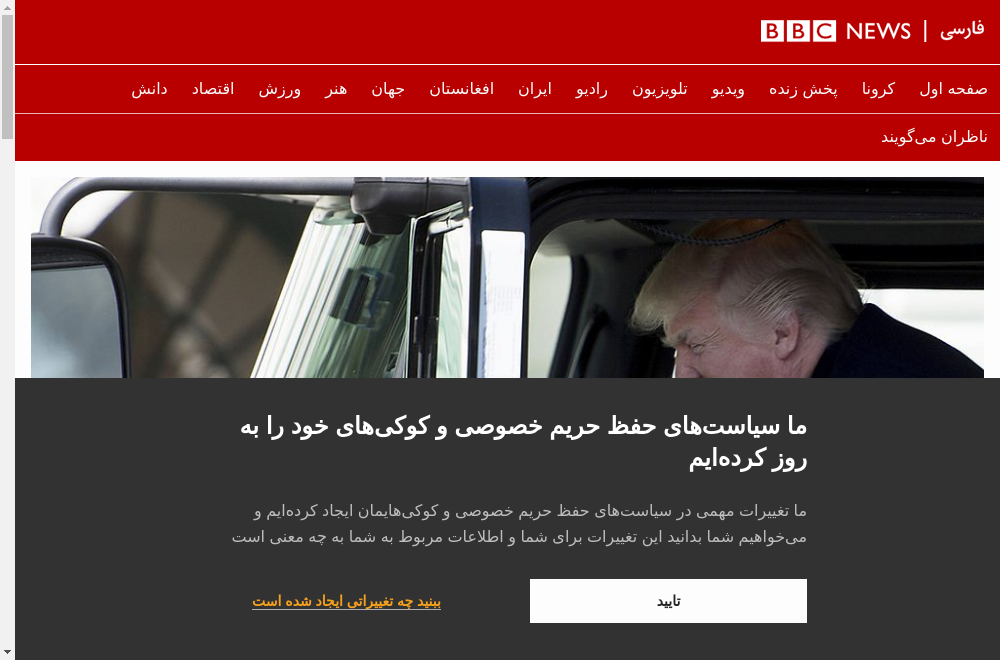 BBC NEWS | فارسی
صفحه اول کرونا پخش زنده ویدیو تلویزیون رادیو ایران افغانستان جهان هنر ورزش اقتصاد دانش
ناظران می‌گویند
ما سیاست‌های حفظ حریم خصوصی و کوکی‌های خود را به
روز کرده‌ایم
ما تغییرات مهمی در سیاست‌های حفظ حریم خصوصی و کوکی‌هایمان ایجاد کرده‌ایم و
می‌خواهیم شما بدانید این تغییرات برای شما و اطلاعات مربوط به شما به چه معنی است
تایید
ببنید چه تغییراتی ایجاد شده است